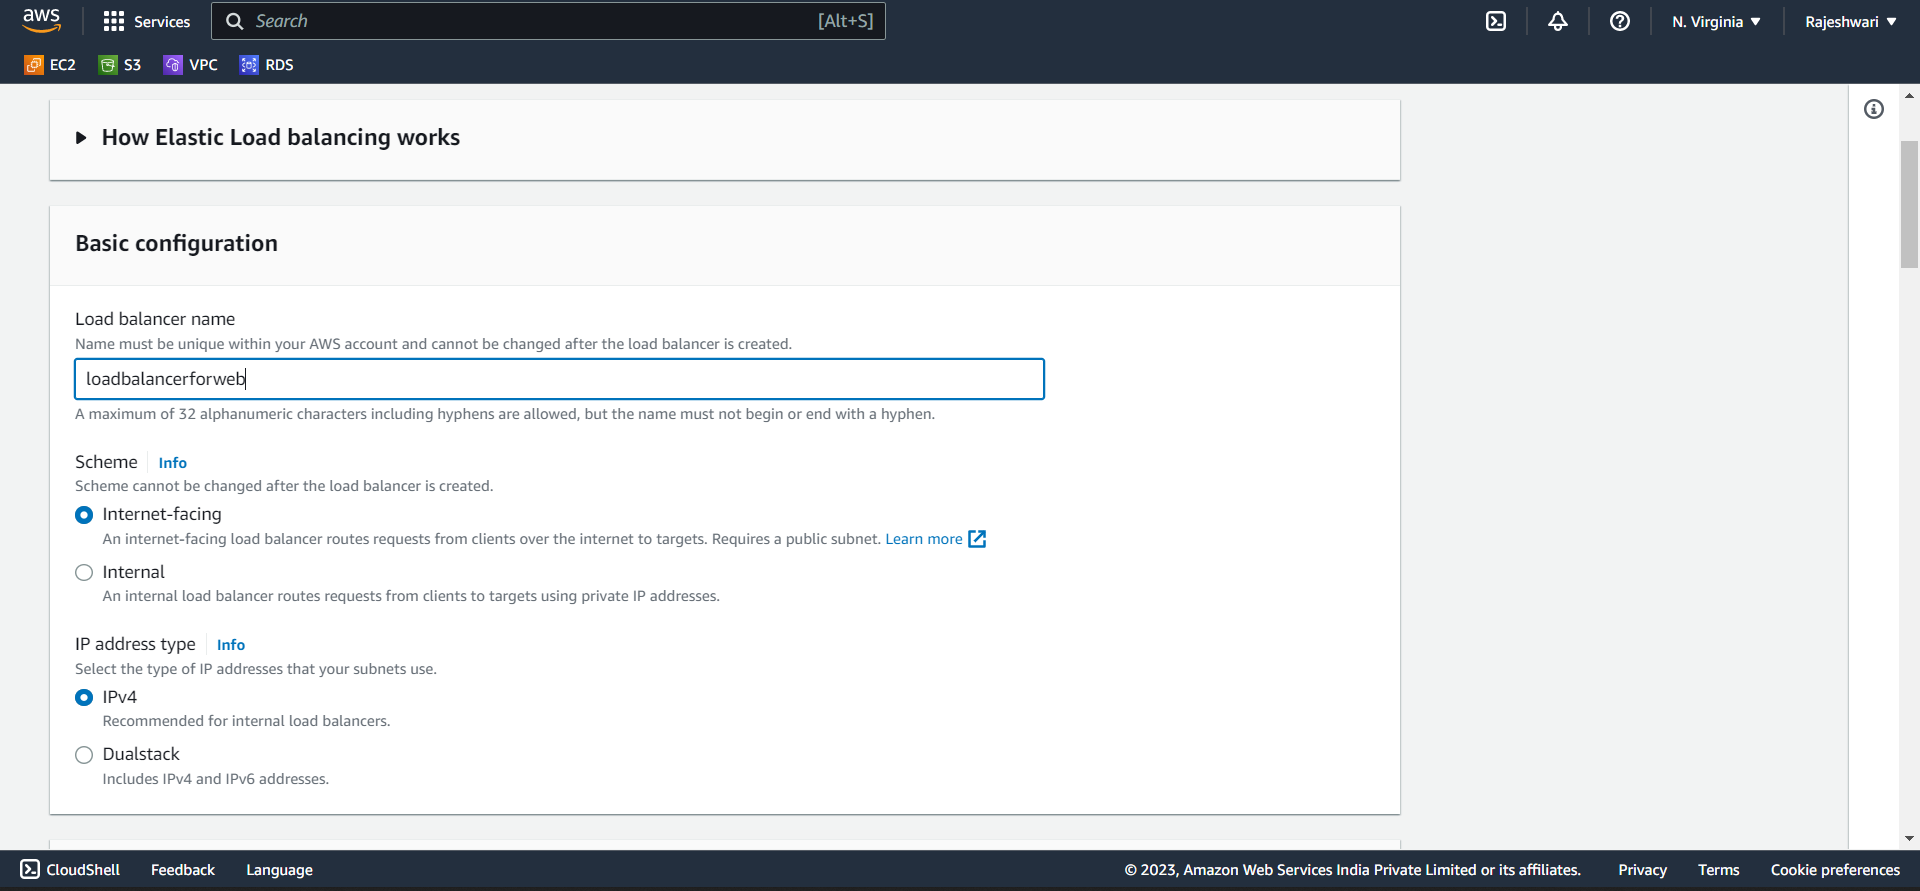 aws
Services
Search [Alt+S]
N. Virginia
Rajeshwari
EC2 S3 VPC RDS
How Elastic Load balancing works
Basic configuration
Load balancer name
Name must be unique within your AWS account and cannot be changed after the load balancer is created.
loadbalancerforweb
A maximum of 32 alphanumeric characters including hyphens are allowed, but the name must not begin or end with a hyphen.
Scheme Info
Scheme cannot be changed after the load balancer is created.
Internet-facing
An internet-facing load balancer routes requests from clients over the internet to targets. Requires a public subnet. Learn more
Internal
An internal load balancer routes requests from clients to targets using private IP addresses.
IP address type Info
Select the type of IP addresses that your subnets use.
IPv4
Recommended for internal load balancers.
Dualstack
Includes IPv4 and IPv6 addresses.
CloudShell Feedback Language © 2023, Amazon Web Services India Private Limited or its affiliates. Privacy Terms Cookie preferences